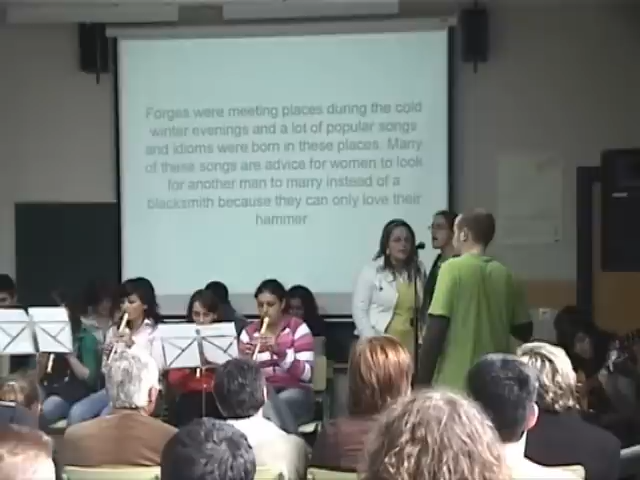 Forges were meeting places during the cold
winter evenings and a lot of popular songs
and idioms were born in these places. Many
of these songs are advice for women to look
for another man to marry instead of a
blacksmith because they can only love their
hammer